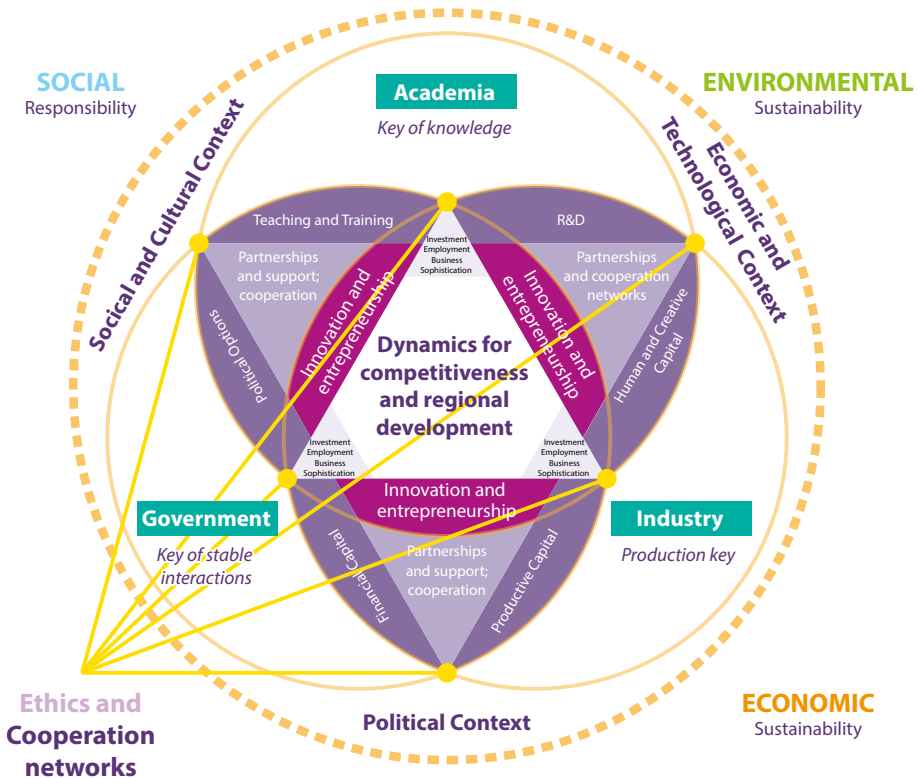 SOCIAL
Responsibility
Academia
Key of knowledge
ENVIRONMENTAL
Sustainability
Socical and Cultural Context
Economic and
Technological Context
Teaching and Training
R&D
Investment
Employment
Business
Sophistication
Partnerships
and support;
cooperation
Partnerships
and cooperation
networks
Innovation and
entrepreneurship
Innovation and
entrepreneurship
Political Options
Human and Creative
Capital
Dynamics for
competitiveness
and regional
development
Investment
Employment
Business
Sophistication
Investment
Employment
Business
Sophistication
Innovation and
entrepreneurship
Government
Key of stable
interactions
Industry
Production key
Financial Capital
Partnerships
and support;
cooperation
Productive Capital
Ethics and
Cooperation
networks
Political Context
ECONOMIC
Sustainability